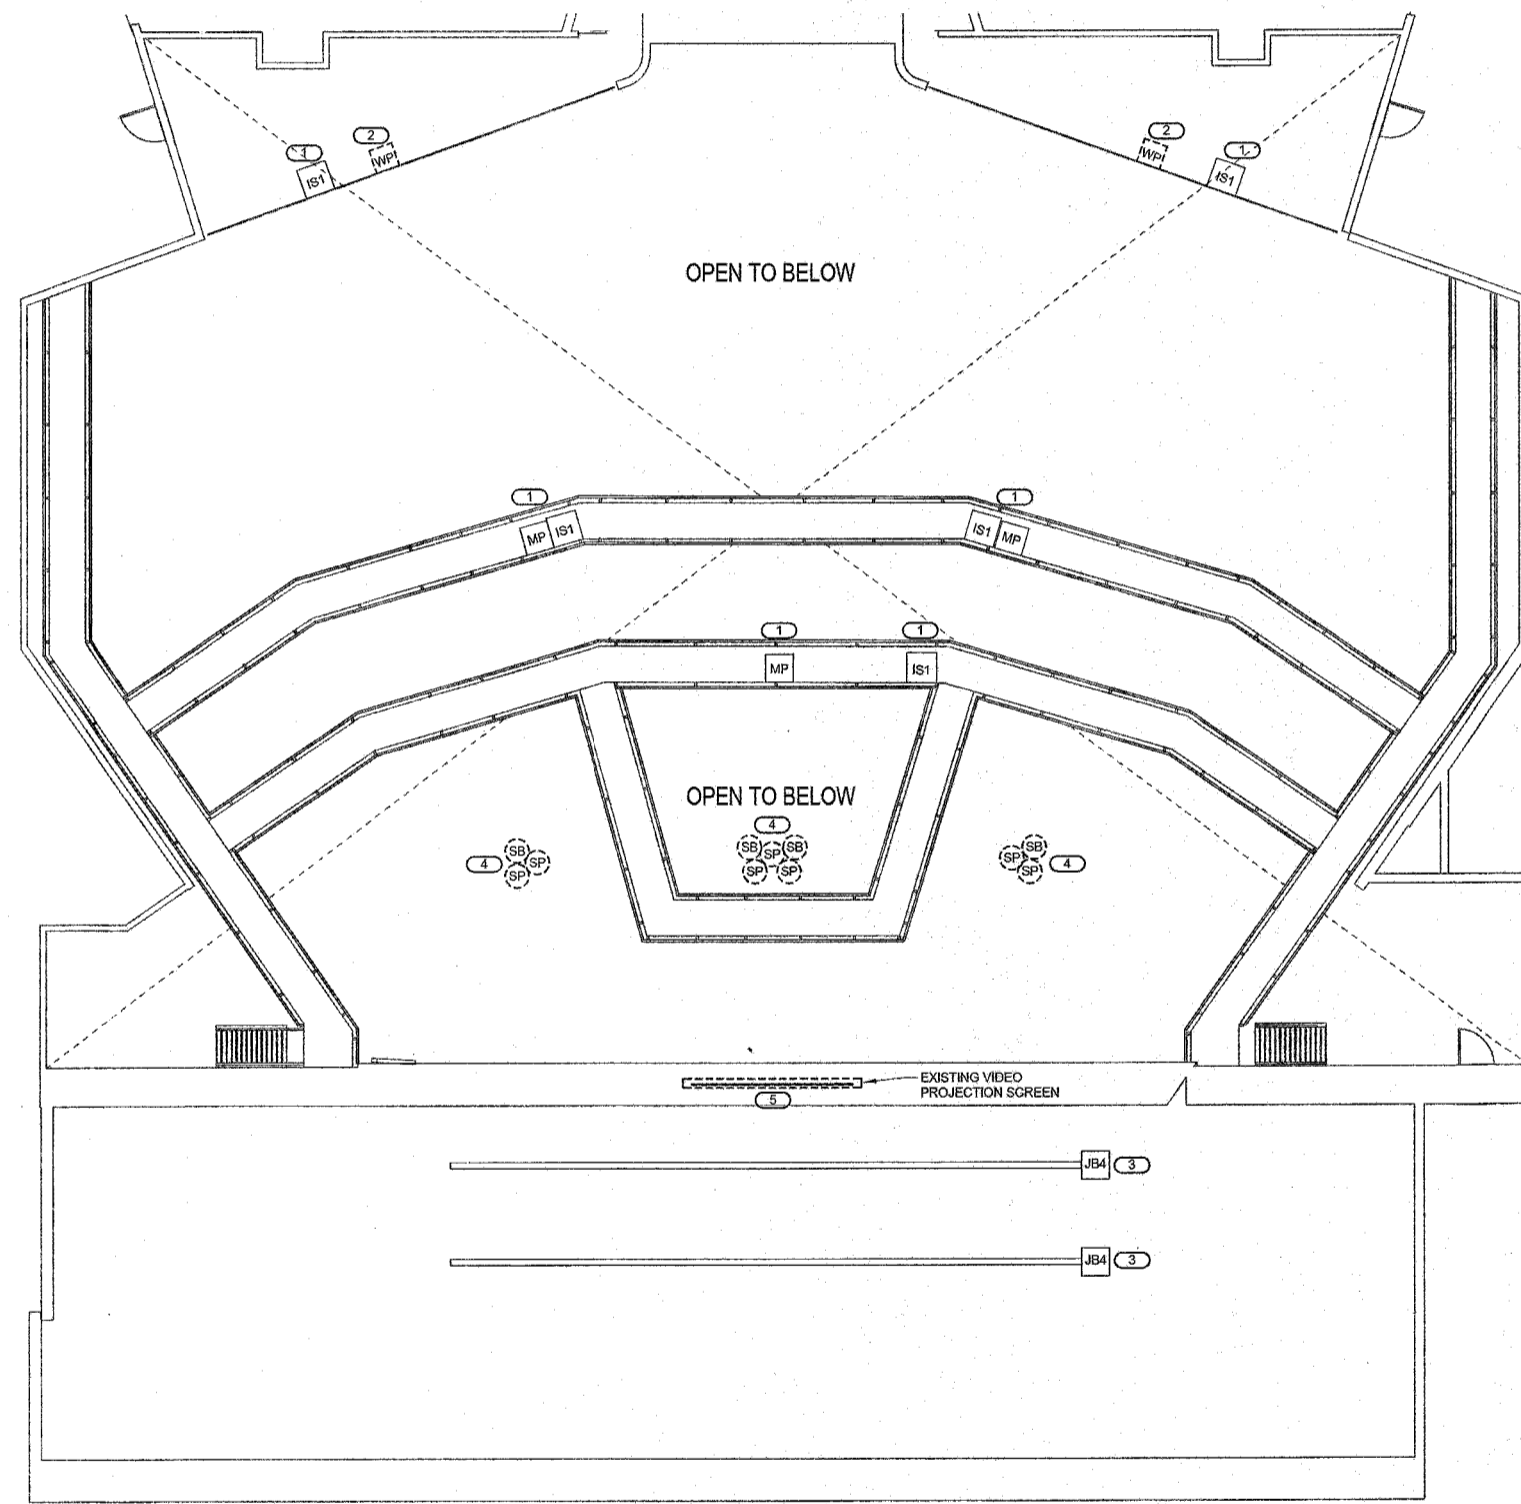 2
2
1
1
IWPI
IWPI
IS1
IS1
OPEN TO BELOW
1
1
MP
IS1
IS1
MP
1
1
MP
IS1
OPEN TO BELOW
4
SB
SP
SP
4
SB
SP
SB
SP
SP
4
SB
SP
SP
4
EXISTING VIDEO
PROJECTION SCREEN
5
JB4
3
JB4
3